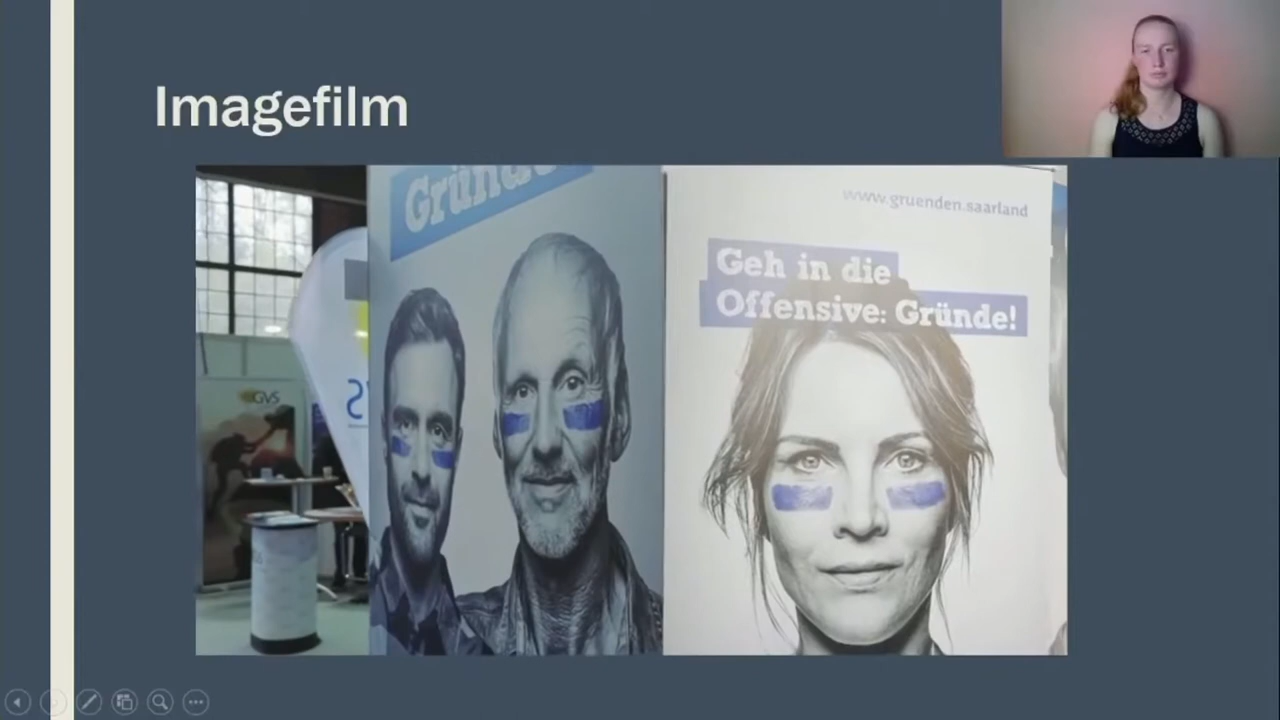 Imagefilm
Gründe
www.gruenden.saarland
Geh in die
Offensive: Gründe!
GVS